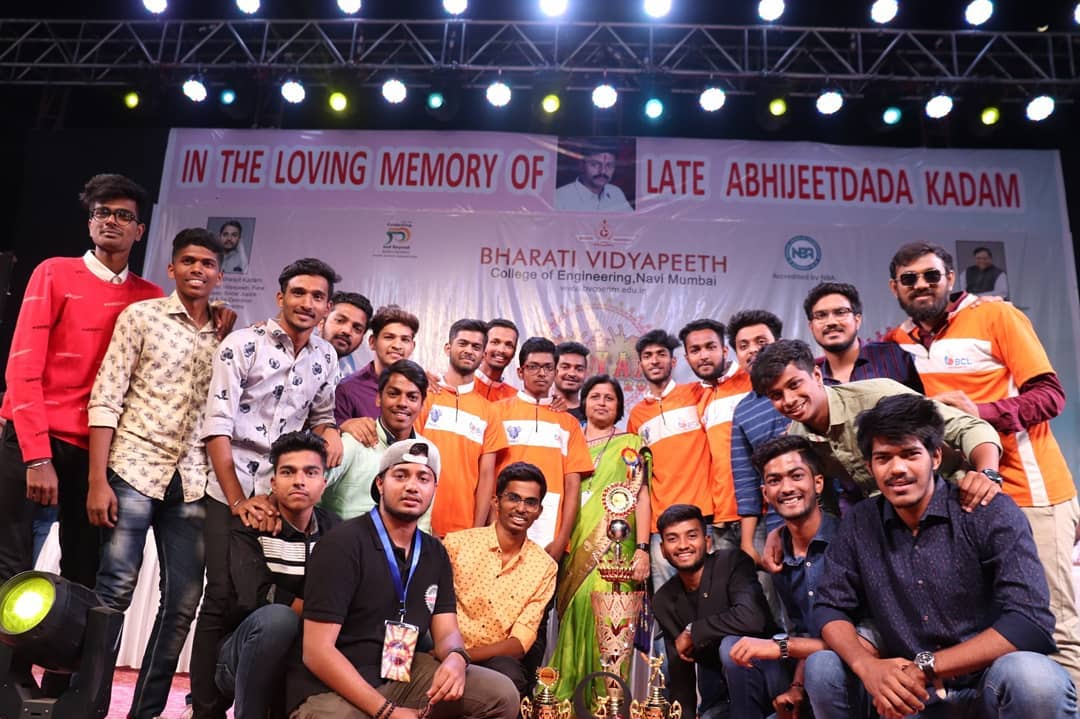 IN THE LOVING MEMORY OF LATE ABHIJEETDADA KADAM
BHARATI VIDYAPEETH
College of Engineering, Navi Mumbai
NBA
Accredited by NBA
BCL